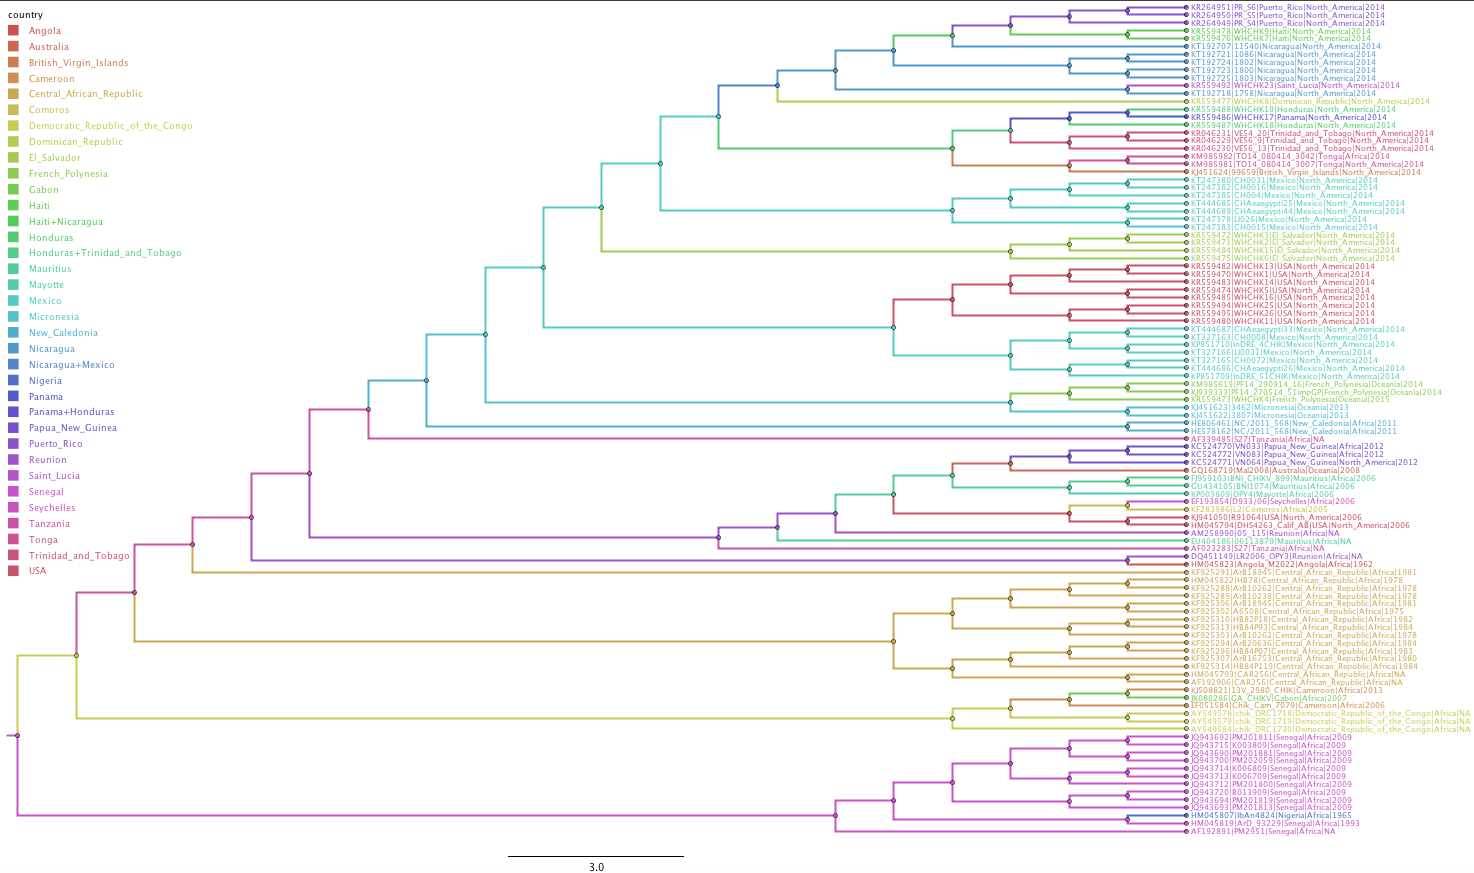 country
Angola
Australia
British_Virgin_Islands
Cameroon
Central_African_Republic
Comoros
Democratic_Republic_of_the_Congo
Dominican_Republic
El_Salvador
French_Polynesia
Gabon
Haiti
Haiti+Nicaragua
Honduras
Honduras+Trinidad_and_Tobago
Mauritius
Mayotte
Mexico
Micronesia
New_Caledonia
Nicaragua
Nicaragua+Mexico
Nigeria
Panama
Panama+Honduras
Papua_New_Guinea
Puerto_Rico
Reunion
Saint_Lucia
Senegal
Seychelles
Tanzania
Tonga
Trinidad_and_Tobago
USA
KR264951|PR_S6|Puerto_Rico|North_America|2014
KR264950|PR_S5|Puerto_Rico|North_America|2014
KR264949|PR_S4|Puerto_Rico|North_America|2014
KR559478|WHCHK9|Haiti|North_America|2014
KR559476|WHCHK7|Haiti|North_America|2014
KT192707|11540|Nicaragua|North_America|2014
KT192721|1086|Nicaragua|North_America|2014
KT192724|1802|Nicaragua|North_America|2014
KT192723|1800|Nicaragua|North_America|2014
KT192725|1803|Nicaragua|North_America|2014
KR559492|WHCHK23|Saint_Lucia|North_America|2014
KT192718|1758|Nicaragua|North_America|2014
KR559477|WHCHK8|Dominican_Republic|North_America|2014
KR559488|WHCHK19|Honduras|North_America|2014
KR559486|WHCHK17|Panama|North_America|2014
KR559487|WHCHK18|Honduras|North_America|2014
KR046231|VE54_20|Trinidad_and_Tobago|North_America|2014
KR046229|VE56_9|Trinidad_and_Tobago|North_America|2014
KR046230|VE56_13|Trinidad_and_Tobago|North_America|2014
KM985982|TO14_080414_3042|Tonga|Africa|2014
KM985981|TO14_080414_3007|Tonga|North_America|2014
KJ451624|99659|British_Virgin_Islands|North_America|2014
KT247380|CH0031|Mexico|North_America|2014
KT247382|CH0016|Mexico|North_America|2014
KT247385|CH04|Mexico|North_America|2014
KT444685|CHAeaegypti25|Mexico|North_America|2014
KT444689|CHAeaegypti44|Mexico|North_America|2014
KT247378|LI026|Mexico|North_America|2014
KT247383|CH0015|Mexico|North_America|2014
KR559472|WHCHK3|El_Salvador|North_America|2014
KR559471|WHCHK2|El_Salvador|North_America|2014
KR559484|WHCHK15|El_Salvador|North_America|2014
KR559475|WHCHK6|El_Salvador|North_America|2014
KR559482|WHCHK13|USA|North_America|2014
KR559470|WHCHK1|USA|North_America|2014
KR559483|WHCHK14|USA|North_America|2014
KR559474|WHCHK5|USA|North_America|2014
KR559485|WHCHK16|USA|North_America|2014
KR559494|WHCHK25|USA|North_America|2014
KR559495|WHCHK26|USA|North_America|2014
KR559480|WHCHK11|USA|North_America|2014
KT444687|CHAeaegypti33|Mexico|North_America|2014
KT327163|CH0008|Mexico|North_America|2014
KP851710|InDRE_4CHIK|Mexico|North_America|2014
KT327166|LI0031|Mexico|North_America|2014
KT327165|CH0072|Mexico|North_America|2014
KT444686|CHAeaegypti26|Mexico|North_America|2014
KP851709|InDRE_51CHIK|Mexico|North_America|2014
KM985619|PF14_290914_16|French_Polynesia|Oceania|2014
KJ939333|PF14_270514_51impGP|French_Polynesia|Oceania|2014
KR559473|WHCHK4|French_Polynesia|Oceania|2015
KJ451623|3462|Micronesia|Oceania|2013
KJ451622|3807|Micronesia|Oceania|2013
HE806461|NC/2011_568|New_Caledonia|Africa|2011
HE578162|NC/2011_568|New_Caledonia|Africa|2011
AF339485|S27|Tanzania|Africa|NA
KC524770|VN033|Papua_New_Guinea|Africa|2012
KC524772|VN083|Papua_New_Guinea|Africa|2012
KC524771|VN064|Papua_New_Guinea|North_America|2012
GQ168719|Mal2008|Australia|Oceania|2008
FJ959103|BNI_CHIKV_899|Mauritius|Africa|2006
GU434105|BNI1074|Mauritius|Africa|2006
KP003809|OPY4|Mayotte|Africa|2006
EF193854|D933/06|Seychelles|Africa|2006
KF283986|L2|Comoros|Africa|2005
KJ941050|R91064|USA|North_America|2006
HM045794|DHS4263_Calif_AB|USA|North_America|2006
AM258990|05_115|Reunion|Africa|NA
EU404186|06113879|Mauritius|Africa|NA
AF023283|S27|Tanzania|Africa|NA
DQ451149|LR2006_OPY3|Reunion|Africa|NA
HM045823|Angola_M2022|Angola|Africa|1962
KF925291|ArB18945|Central_African_Republic|Africa|1981
HM045822|HB78|Central_African_Republic|Africa|1978
KF925288|ArB10262|Central_African_Republic|Africa|1978
KF925289|ArB10238|Central_African_Republic|Africa|1978
KF925306|ArB18945|Central_African_Republic|Africa|1981
KF925302|A6508|Central_African_Republic|Africa|1975
KF925310|HB82P18|Central_African_Republic|Africa|1982
KF925313|HB84P93|Central_African_Republic|Africa|1984
KF925303|ArB10262|Central_African_Republic|Africa|1978
KF925294|ArB20636|Central_African_Republic|Africa|1984
KF925296|HB84P07|Central_African_Republic|Africa|1983
KF925307|ArB16753|Central_African_Republic|Africa|1980
KF925314|HB84P119|Central_African_Republic|Africa|1984
HM045793|CAR256|Central_African_Republic|Africa|NA
AF192906|CAR256|Central_African_Republic|Africa|NA
KJ508821|13V_2980_CHIK|Cameroon|Africa|2013
JX080286|GA_CHIKV|Gabon|Africa|2007
EF051584|Chik_Cam_7079|Cameroon|Africa|2006
AY549578|chik_DRC1718|Democratic_Republic_of_the_Congo|Africa|NA
AY549579|chik_DRC1719|Democratic_Republic_of_the_Congo|Africa|NA
AY549584|chik_DRC1730|Democratic_Republic_of_the_Congo|Africa|NA
JQ943692|PM201811|Senegal|Africa|2009
JQ943715|K003809|Senegal|Africa|2009
JQ943690|PM201881|Senegal|Africa|2009
JQ943700|PM202059|Senegal|Africa|2009
JQ943714|K006809|Senegal|Africa|2009
JQ943713|K006709|Senegal|Africa|2009
JQ943712|PM201800|Senegal|Africa|2009
JQ943720|B013909|Senegal|Africa|2009
JQ943694|PM201819|Senegal|Africa|2009
JQ943693|PM201813|Senegal|Africa|2009
HM045807|IbAn4824|Nigeria|Africa|1965
HM045819|ArD_93229|Senegal|Africa|1993
AF192891|PM2951|Senegal|Africa|NA
3.0